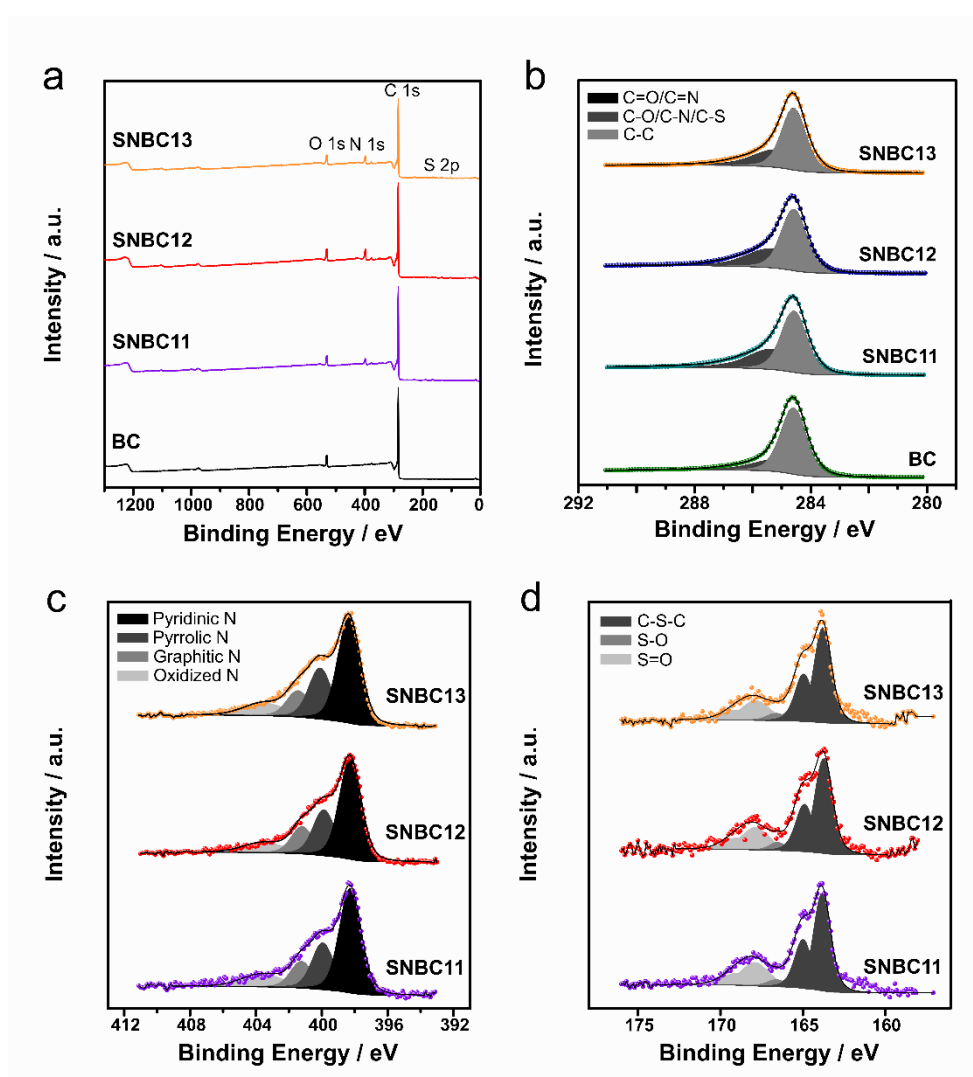 a
Intensity / a.u.
SNBC13
SNBC12
SNBC11
BC
C 1s
O 1s N 1s
S 2p
1200 1000 800 600 400 200 0
Binding Energy / eV
b
Intensity / a.u.
C=O/C=N
C-O/C-N/C-S
C-C
SNBC13
SNBC12
SNBC11
BC
292 288 284 280
Binding Energy / eV
c
Intensity / a.u.
Pyridinic N
Pyrrolic N
Graphitic N
Oxidized N
SNBC13
SNBC12
SNBC11
412 408 404 400 396 392
Binding Energy / eV
d
Intensity / a.u.
C-S-C
S-O
S=O
SNBC13
SNBC12
SNBC11
175 170 165 160
Binding Energy / eV